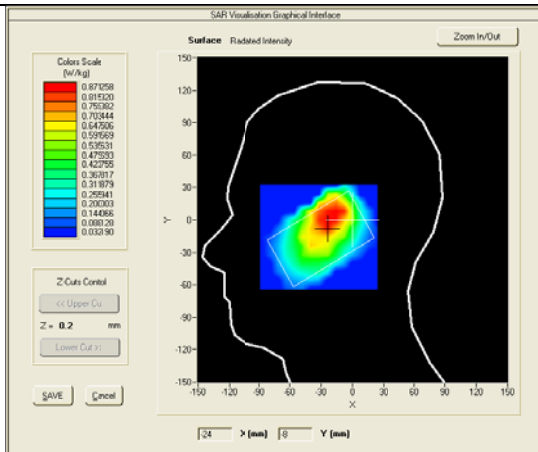 SAR Visualisation Graphical Interface
Surface Radiated Intensity
Zoom In/Out
Colors Scale
(W/kg)
0.871258
0.815320
0.755382
0.703444
0.647506
0.591569
0.535631
0.475593
0.423755
0.367817
0.311879
0.255941
0.200003
0.144066
0.088128
0.032190
150
120
90
60
30
0
-30
-60
-90
-120
-150
Y
-150 -120 -90 -60 -30 0 30 60 90 120 150
X
Z-Cuts Control
<< Upper Cu
Z = 0.2 mm
Lower Cut >>
SAVE Cancel
-24 X (mm) -8 Y (mm)